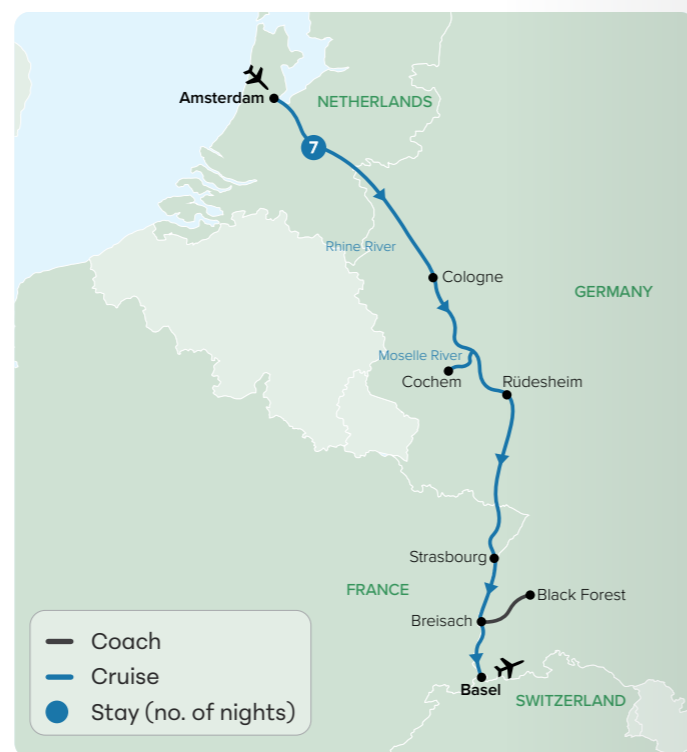 Amsterdam
NETHERLANDS
7
Rhine River
Cologne
GERMANY
Moselle River
Cochem
Rüdesheim
Strasbourg
FRANCE
Black Forest
Breisach
Basel
SWITZERLAND
Coach
Cruise
Stay (no. of nights)